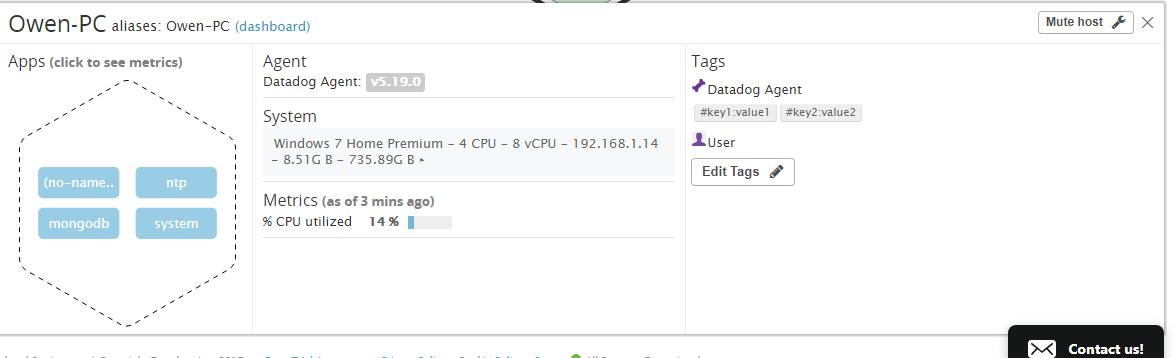 Owen-PC aliases: Owen-PC (dashboard)
Mute host
Apps (click to see metrics)
(no-name..
ntp
mongodb
system
Agent
Datadog Agent: v5.19.0
System
Windows 7 Home Premium – 4 CPU – 8 vCPU – 192.168.1.14
– 8.51G B – 735.89G B ▸
Metrics (as of 3 mins ago)
% CPU utilized 14 %
Tags
Datadog Agent
#key1:value1 #key2:value2
User
Edit Tags
Contact us!